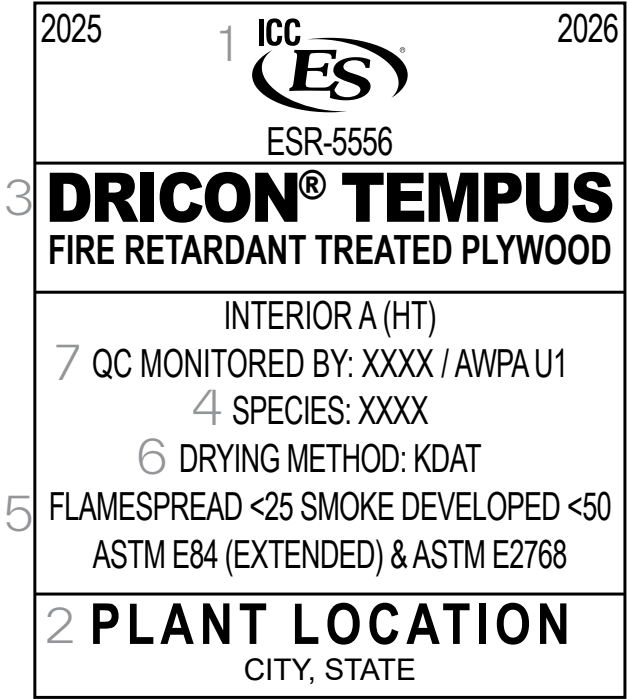 2025 2026
1 ICC
ES®
ESR-5556
3 DRICON® TEMPUS
FIRE RETARDANT TREATED PLYWOOD
INTERIOR A (HT)
7 QC MONITORED BY: XXXX / AWPA U1
4 SPECIES: XXXX
6 DRYING METHOD: KDAT
5 FLAMESPREAD <25 SMOKE DEVELOPED <50
ASTM E84 (EXTENDED) & ASTM E2768
2 PLANT LOCATION
CITY, STATE